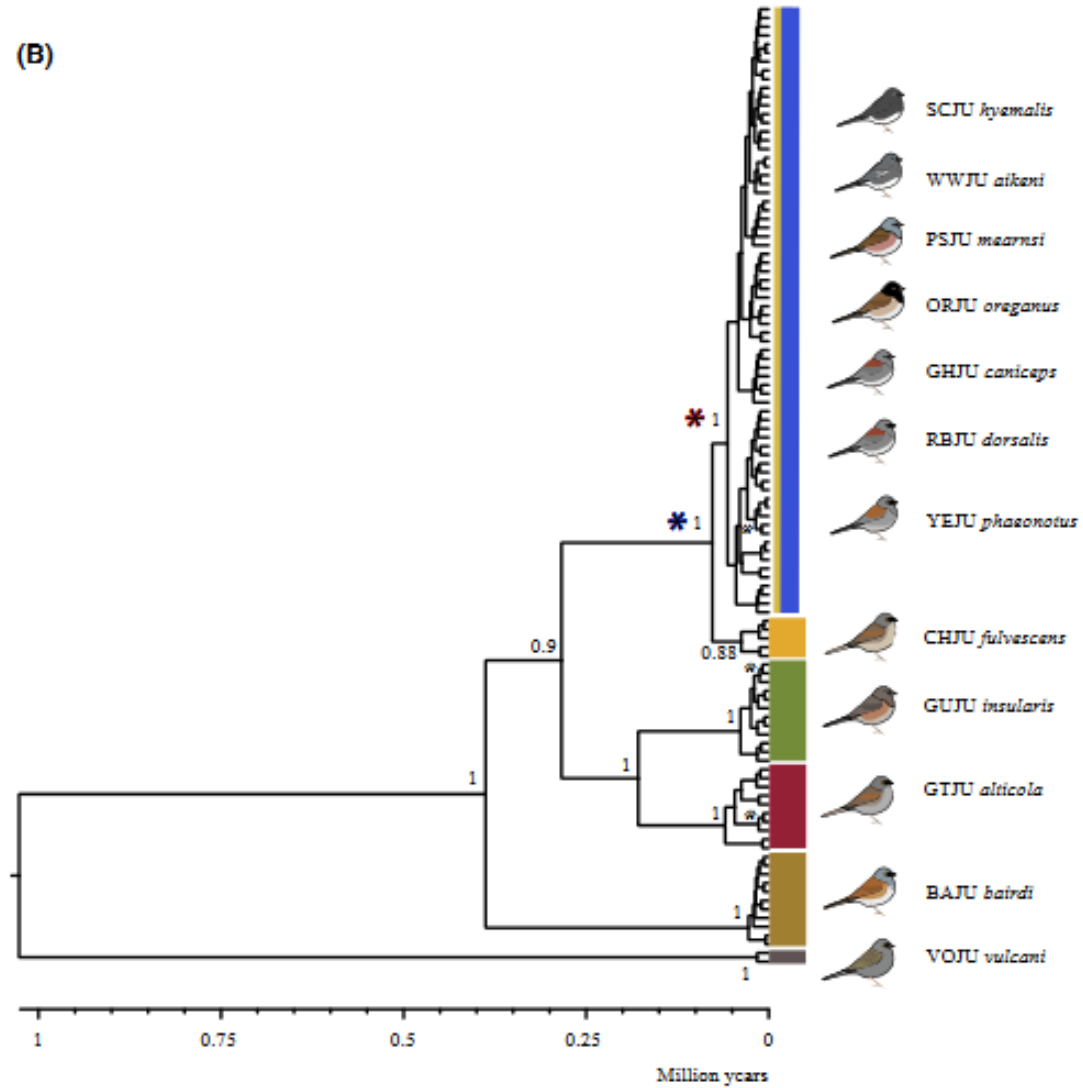 (B)
SCJU hyemalis
WWJU aikeni
PSJU mearnsi
ORJU oreganus
GHJU caniceps
*
1
RBJU dorsalis
*
1
*
YEJU phaeonotus
0.9
0.88
CHJU fulvescens
*
1
GUJU insularis
1
1
1
*
GTJU alticola
1
BAJU bairdi
1
VOJU vulcani
1
0.75
0.5
0.25
0
Million years